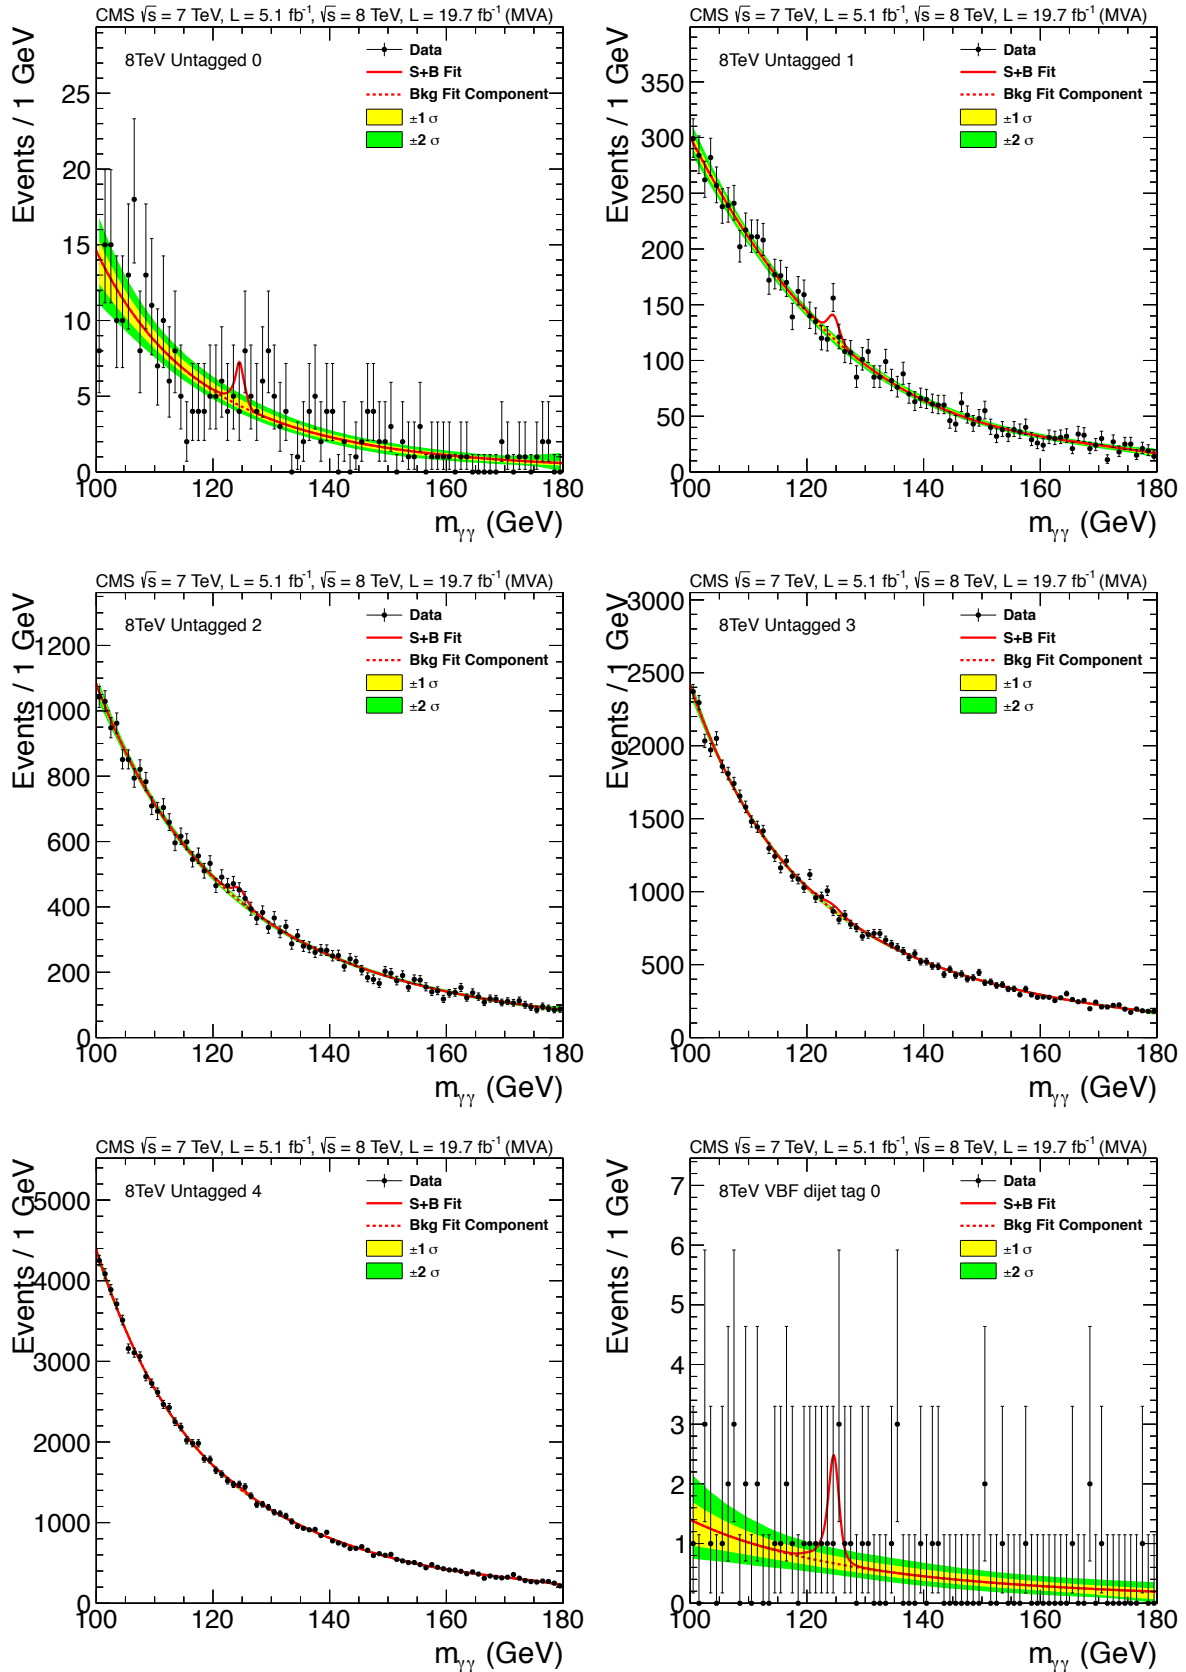 CMS √s = 7 TeV, L = 5.1 fb⁻¹, √s = 8 TeV, L = 19.7 fb⁻¹ (MVA)
8TeV Untagged 0
Data
S+B Fit
Bkg Fit Component
±1 σ
±2 σ
Events / 1 GeV
25
20
15
10
5
0
100 120 140 160 180
mγγ (GeV)
CMS √s = 7 TeV, L = 5.1 fb⁻¹, √s = 8 TeV, L = 19.7 fb⁻¹ (MVA)
8TeV Untagged 1
Data
S+B Fit
Bkg Fit Component
±1 σ
±2 σ
Events / 1 GeV
350
300
250
200
150
100
50
0
100 120 140 160 180
mγγ (GeV)
CMS √s = 7 TeV, L = 5.1 fb⁻¹, √s = 8 TeV, L = 19.7 fb⁻¹ (MVA)
8TeV Untagged 2
Data
S+B Fit
Bkg Fit Component
±1 σ
±2 σ
Events / 1 GeV
1200
1000
800
600
400
200
0
100 120 140 160 180
mγγ (GeV)
CMS √s = 7 TeV, L = 5.1 fb⁻¹, √s = 8 TeV, L = 19.7 fb⁻¹ (MVA)
8TeV Untagged 3
Data
S+B Fit
Bkg Fit Component
±1 σ
±2 σ
Events / 1 GeV
3000
2500
2000
1500
1000
500
0
100 120 140 160 180
mγγ (GeV)
CMS √s = 7 TeV, L = 5.1 fb⁻¹, √s = 8 TeV, L = 19.7 fb⁻¹ (MVA)
8TeV Untagged 4
Data
S+B Fit
Bkg Fit Component
±1 σ
±2 σ
Events / 1 GeV
5000
4000
3000
2000
1000
0
100 120 140 160 180
mγγ (GeV)
CMS √s = 7 TeV, L = 5.1 fb⁻¹, √s = 8 TeV, L = 19.7 fb⁻¹ (MVA)
8TeV VBF dijet tag 0
Data
S+B Fit
Bkg Fit Component
±1 σ
±2 σ
Events / 1 GeV
7
6
5
4
3
2
1
0
100 120 140 160 180
mγγ (GeV)